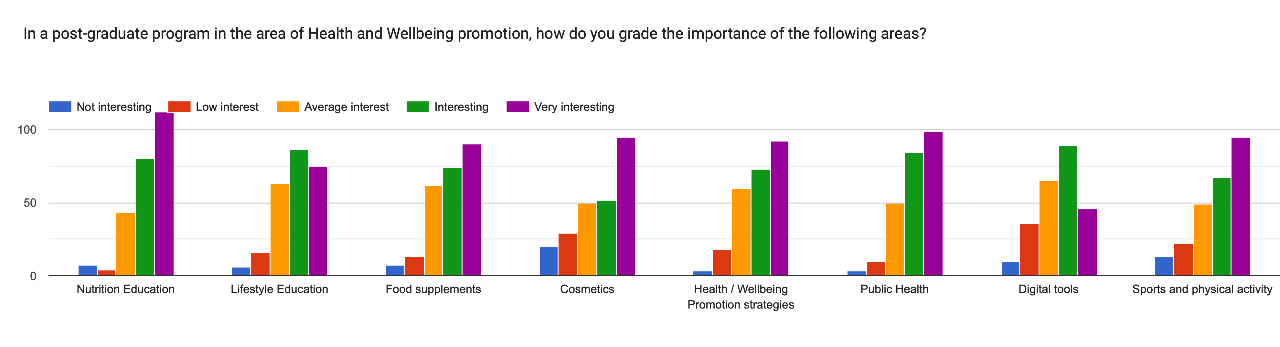 In a post-graduate program in the area of Health and Wellbeing promotion, how do you grade the importance of the following areas?
Not interesting Low interest Average interest Interesting Very interesting
100
50
0
Nutrition Education Lifestyle Education Food supplements Cosmetics Health / Wellbeing Public Health Digital tools Sports and physical activity
Promotion strategies